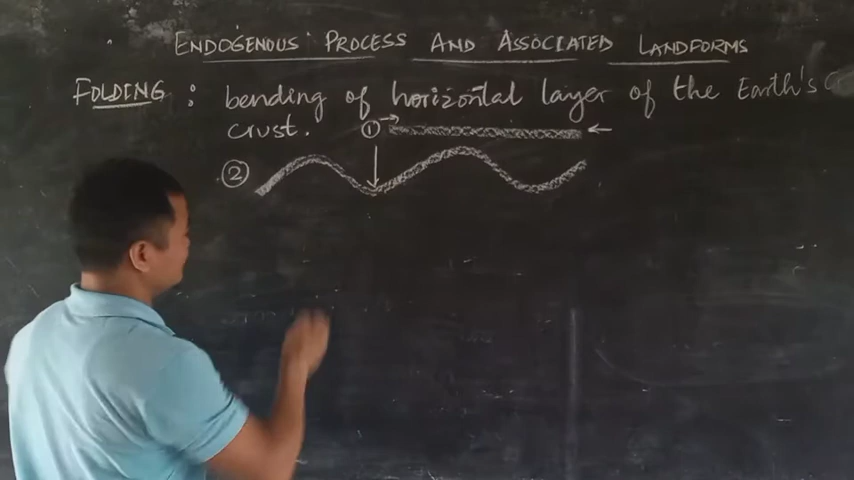 ENDOGENOUS PROCESS AND ASSOCIATED LANDFORMS
FOLDING : bending of horizontal layer of the Earth's
crust. ①
②